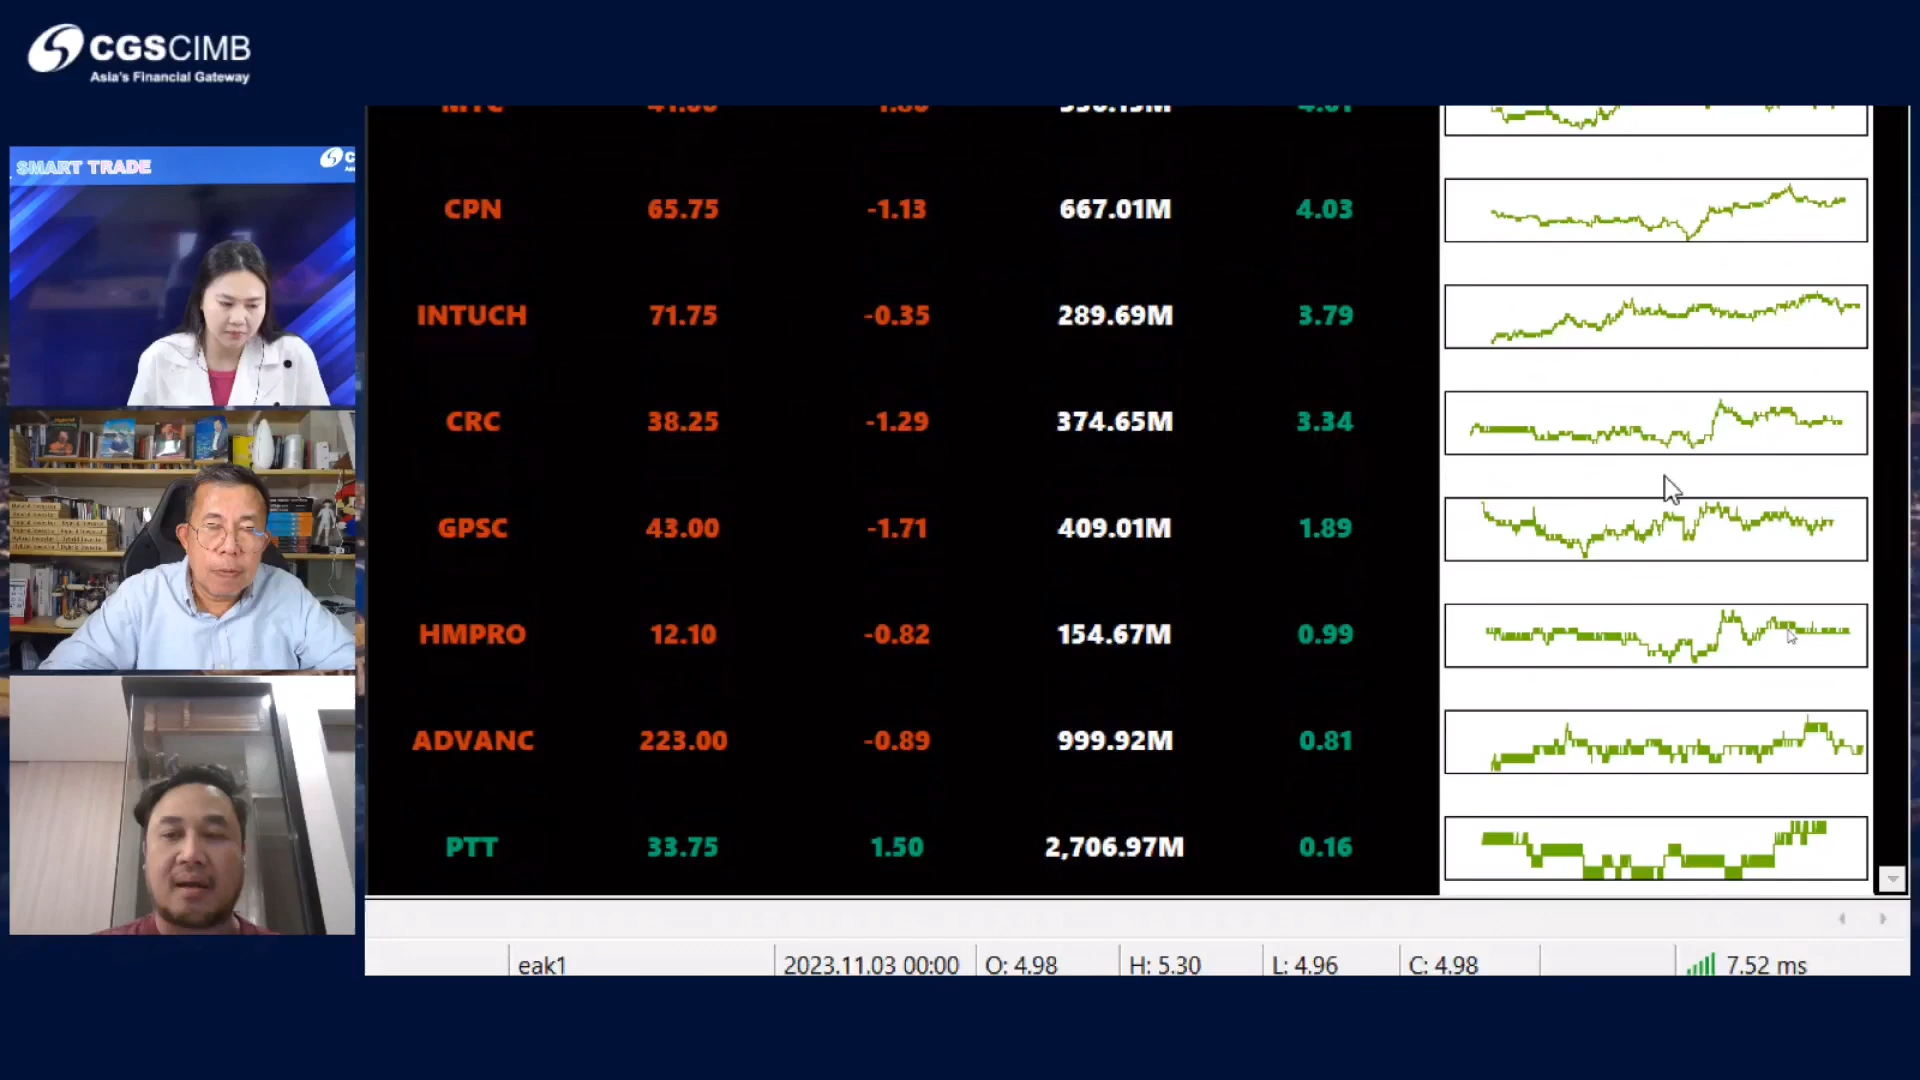 CGSCIMB
Asia's Financial Gateway
SMART TRADE
CPN 65.75 -1.13 667.01M 4.03
INTUCH 71.75 -0.35 289.69M 3.79
CRC 38.25 -1.29 374.65M 3.34
GPSC 43.00 -1.71 409.01M 1.89
HMPRO 12.10 -0.82 154.67M 0.99
ADVANC 223.00 -0.89 999.92M 0.81
PTT 33.75 1.50 2,706.97M 0.16
eak1 2023.11.03 00:00 O: 4.98 H: 5.30 L: 4.96 C: 4.98 7.52 ms